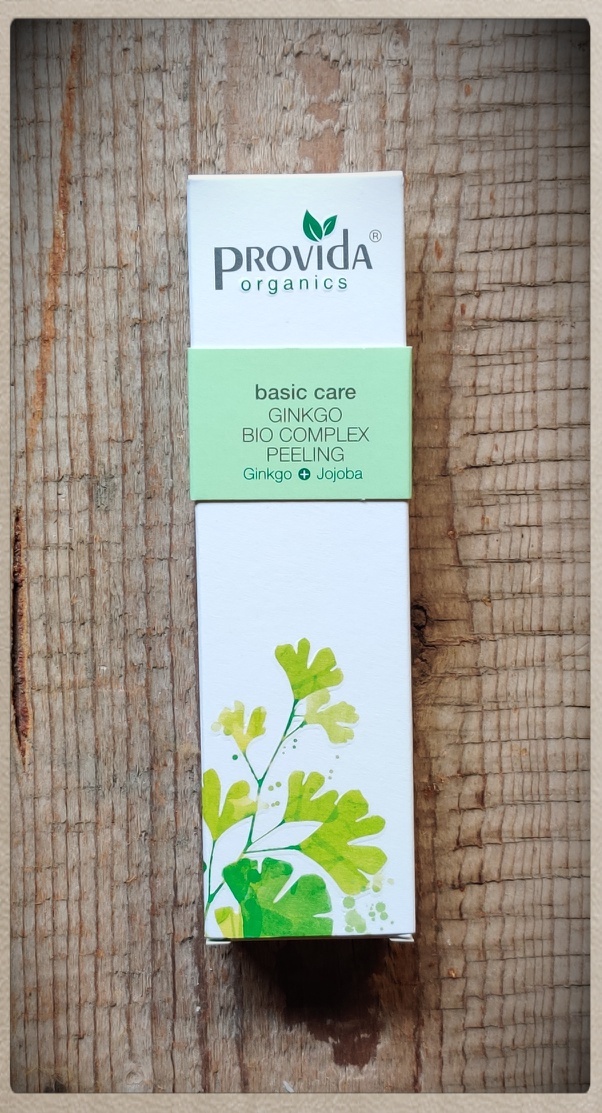 PROVIDA®
organics
basic care
GINKGO
BIO COMPLEX
PEELING
Ginkgo + Jojoba